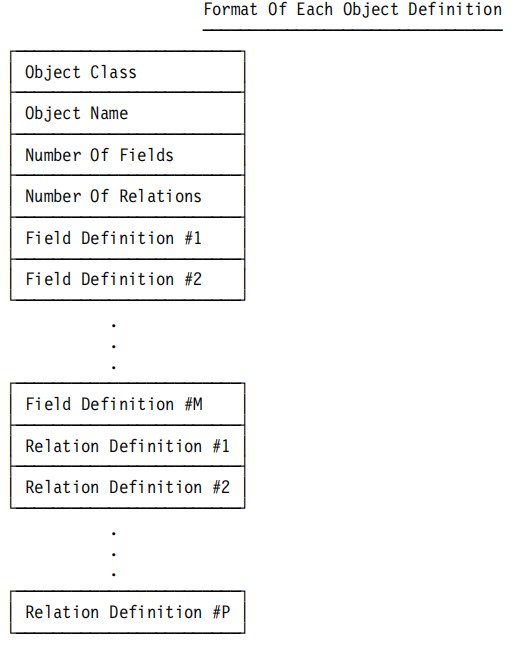 Format Of Each Object Definition
Object Class
Object Name
Number Of Fields
Number Of Relations
Field Definition #1
Field Definition #2
.
.
.
Field Definition #M
Relation Definition #1
Relation Definition #2
.
.
.
Relation Definition #P